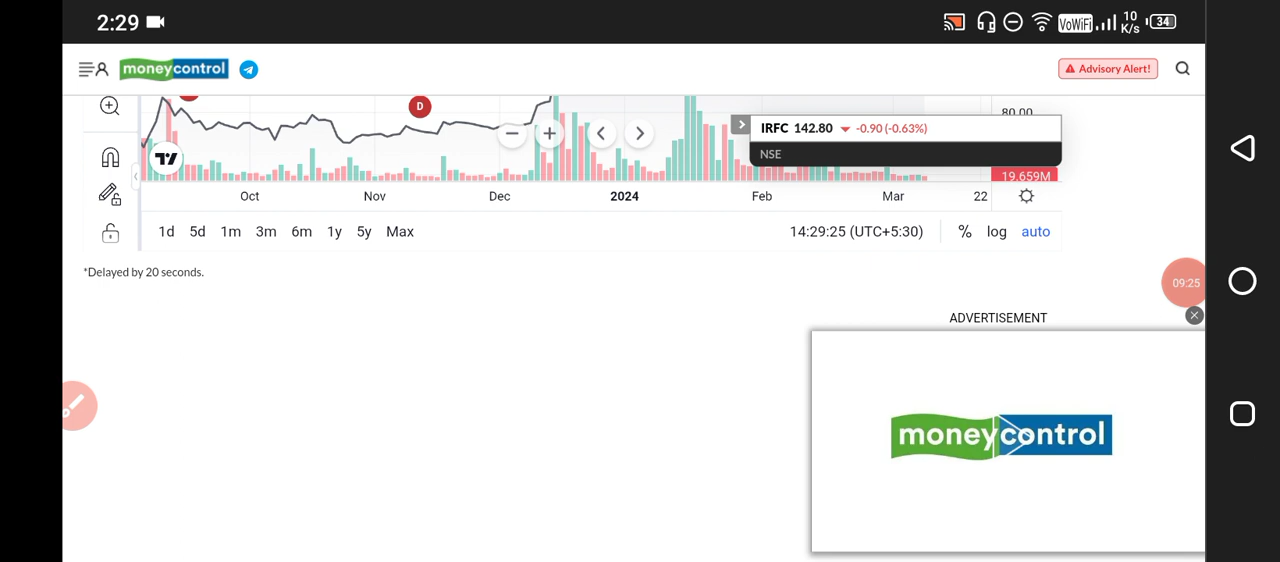 2:29
VoWiFi
10
K/s
34
moneycontrol
Advisory Alert!
D
80.00
IRFC 142.80 -0.90 (-0.63%)
NSE
19.659M
Oct Nov Dec 2024 Feb Mar 22
1d 5d 1m 3m 6m 1y 5y Max 14:29:25 (UTC+5:30) % log auto
*Delayed by 20 seconds.
09:25
ADVERTISEMENT
moneycontrol